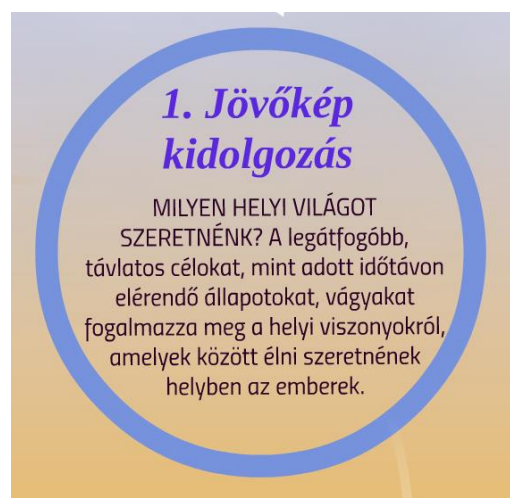 1. Jövőkép
kidolgozás
MILYEN HELYI VILÁGOT
SZERETNÉNK? A legátfogóbb,
távlatos célokat, mint adott időtávon
elérendő állapotokat, vágyakat
fogalmazza meg a helyi viszonyokról,
amelyek között élni szeretnének
helyben az emberek.